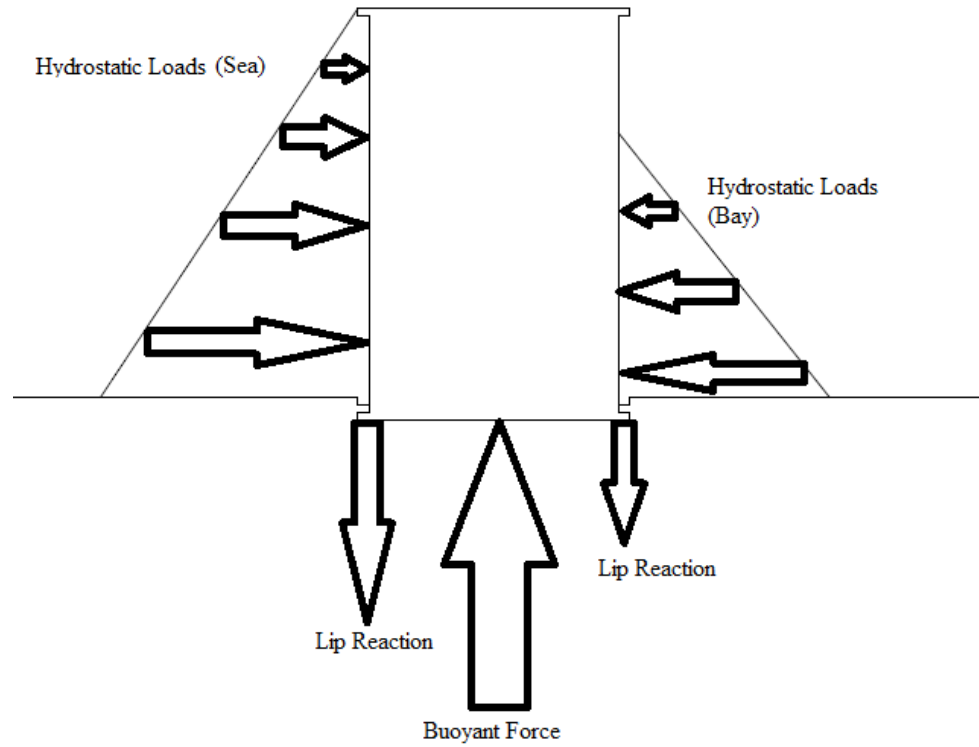 Hydrostatic Loads (Sea)
Hydrostatic Loads
(Bay)
Lip Reaction
Lip Reaction
Buoyant Force